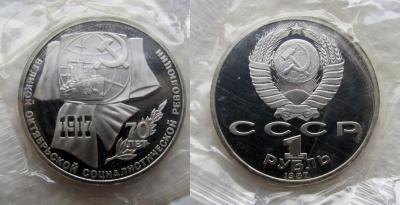 ВЕЛИКОЙ ОКТЯБРЬСКОЙ СОЦИАЛИСТИЧЕСКОЙ РЕВОЛЮЦИИ
1917
70
ЛЕТ
СССР
1
РУБЛЬ
1987